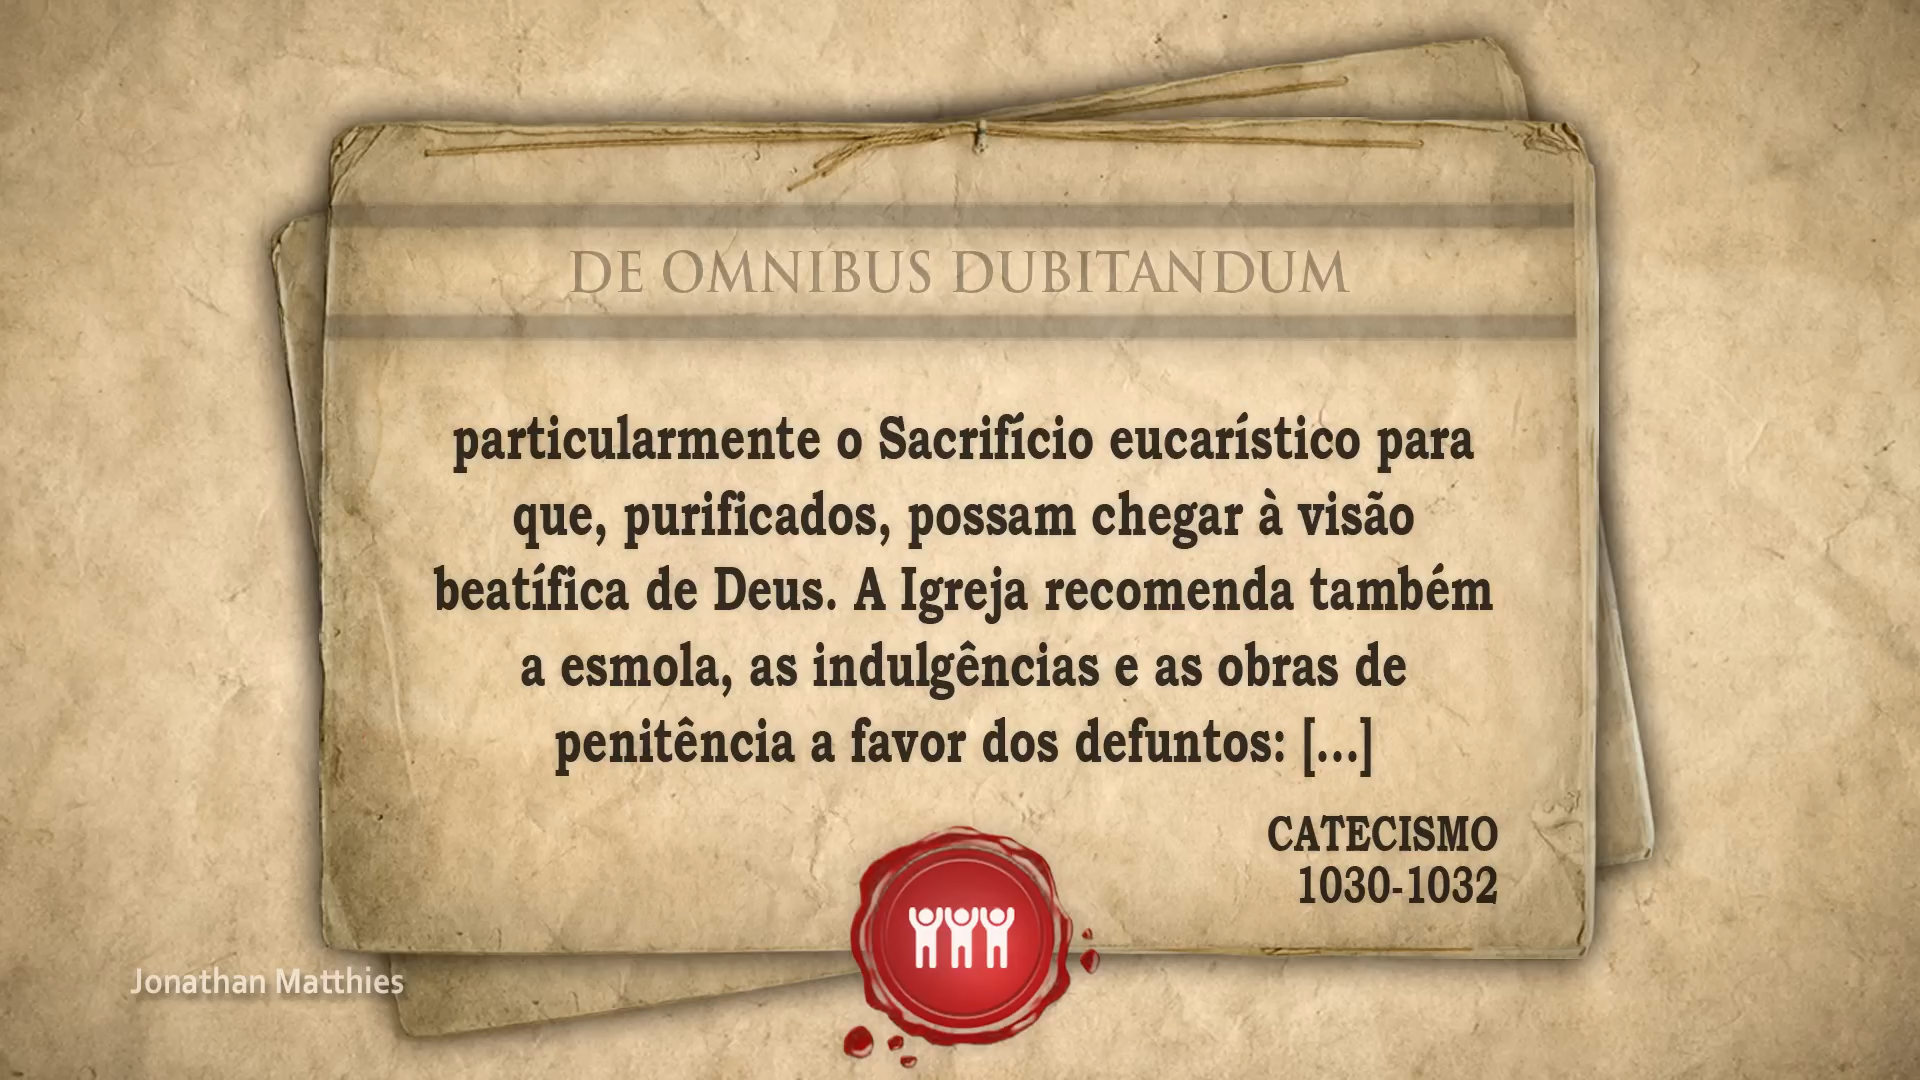 DE OMNIBUS DUBITANDUM
particularmente o Sacrifício eucarístico para
que, purificados, possam chegar à visão
beatífica de Deus. A Igreja recomenda também
a esmola, as indulgências e as obras de
penitência a favor dos defuntos: [...]
CATECISMO
1030-1032
Jonathan Matthies